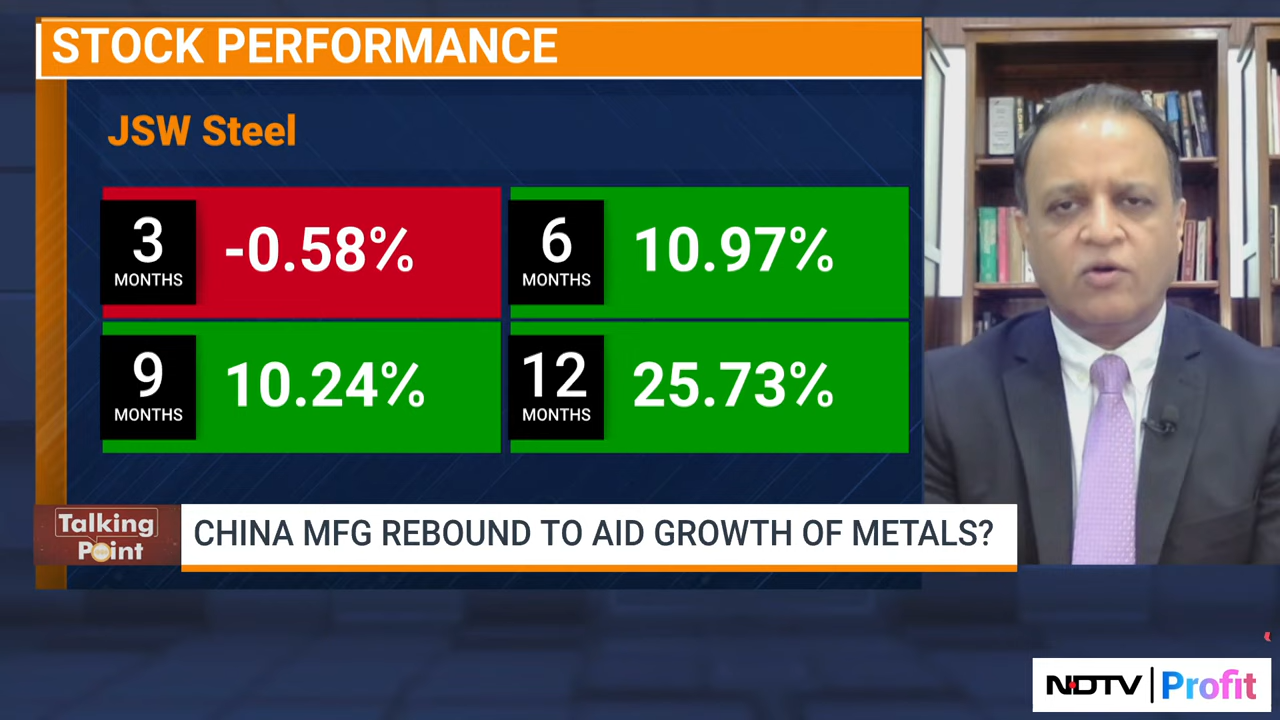 STOCK PERFORMANCE
JSW Steel
3
MONTHS
-0.58%
6
MONTHS
10.97%
9
MONTHS
10.24%
12
MONTHS
25.73%
Talking
Point
CHINA MFG REBOUND TO AID GROWTH OF METALS?
NDTV Profit